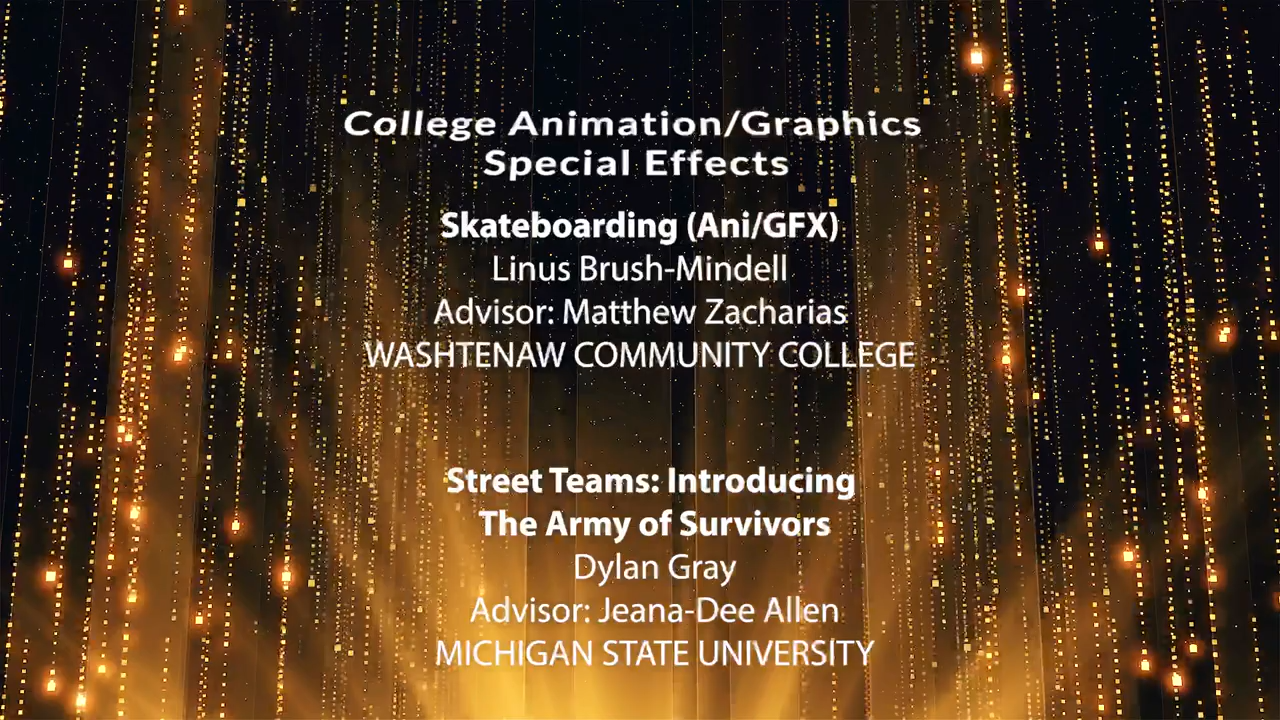 College Animation/Graphics
Special Effects
Skateboarding (Ani/GFX)
Linus Brush-Mindell
Advisor: Matthew Zacharias
WASHTENAW COMMUNITY COLLEGE
Street Teams: Introducing
The Army of Survivors
Dylan Gray
Advisor: Jeana-Dee Allen
MICHIGAN STATE UNIVERSITY